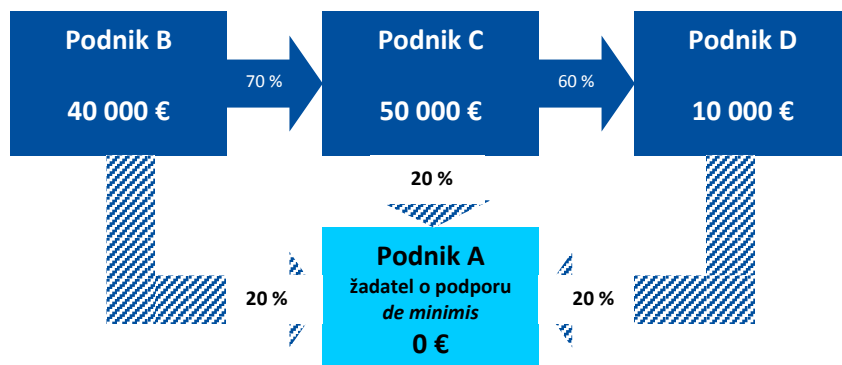 Podnik B
70 %
40 000 €
Podnik C
60 %
50 000 €
Podnik D
10 000 €
20 %
Podnik A
žadatel o podporu
de minimis
0 €
20 %
20 %